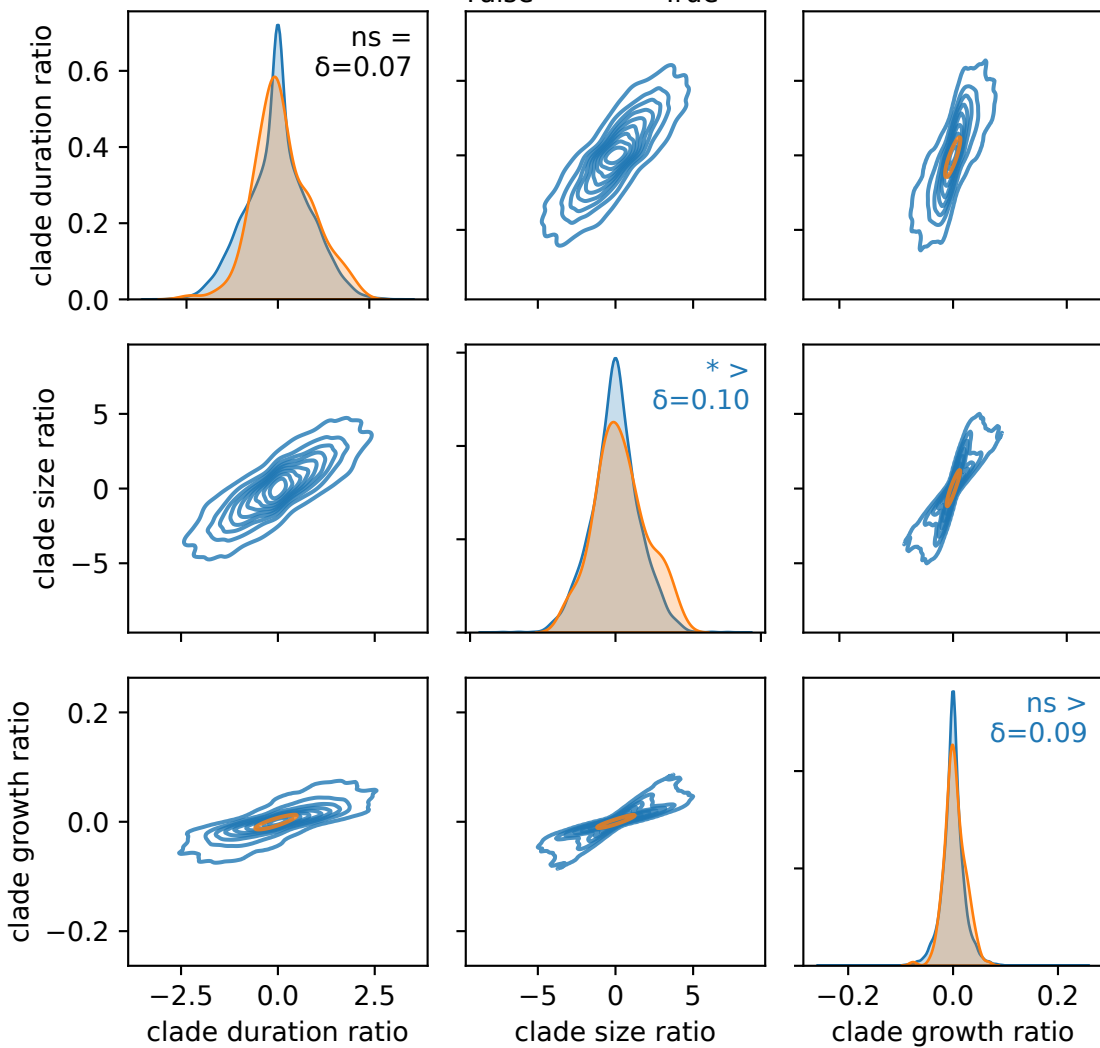 clade duration ratio
0.6
0.4
0.2
0.0
ns =
δ=0.07
clade size ratio
5
0
−5
* >
δ=0.10
clade growth ratio
0.2
0.0
−0.2
ns >
δ=0.09
−2.5 0.0 2.5
−5 0 5
−0.2 0.0 0.2
clade duration ratio
clade size ratio
clade growth ratio